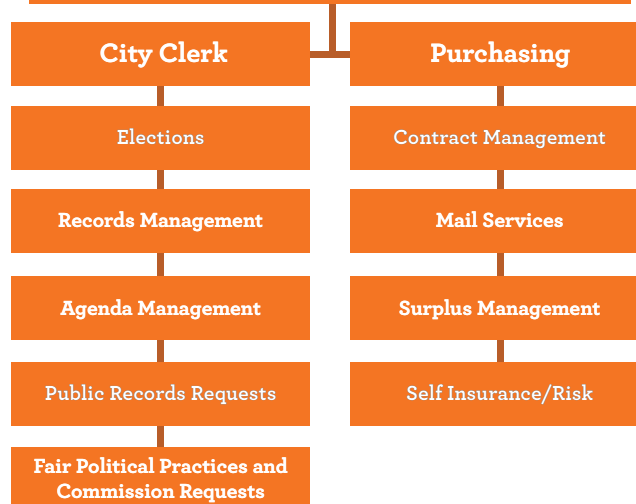 City Clerk
Elections
Records Management
Agenda Management
Public Records Requests
Fair Political Practices and
Commission Requests
Purchasing
Contract Management
Mail Services
Surplus Management
Self Insurance/Risk